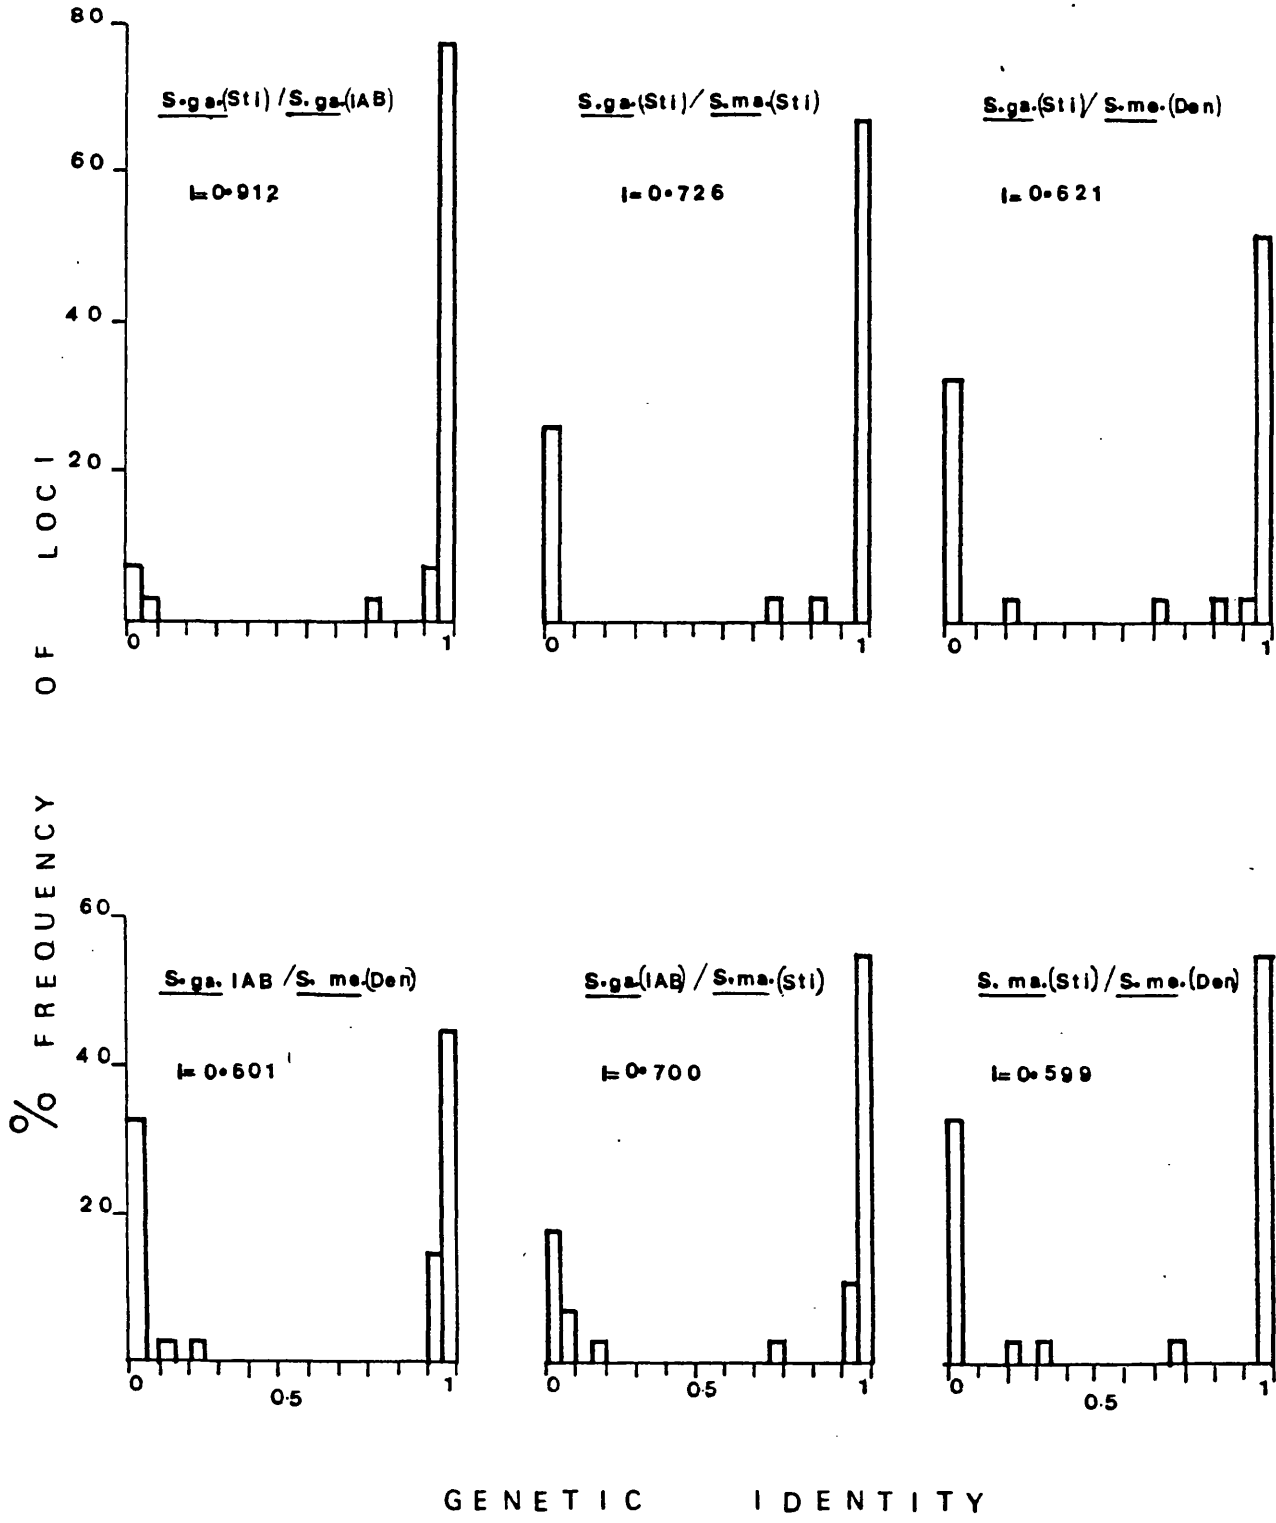 80
60
40
20
S.ga.(Sti) / S.ga.(IAB)
I=0.912
0 1
S.ga.(Sti) / S.ma.(Sti)
I=0.726
0 1
S.ga.(Sti) / S.me.(Den)
I=0.621
0 1
% FREQUENCY OF LOCI
60
40
20
S.ga. IAB / S. me.(Den)
I=0.601
0 0.5 1
S.ga.(IAB) / S.ma.(Sti)
I=0.700
0 0.5 1
S. ma.(Sti) / S. me.(Den)
I=0.599
0 0.5 1
GENETIC IDENTITY